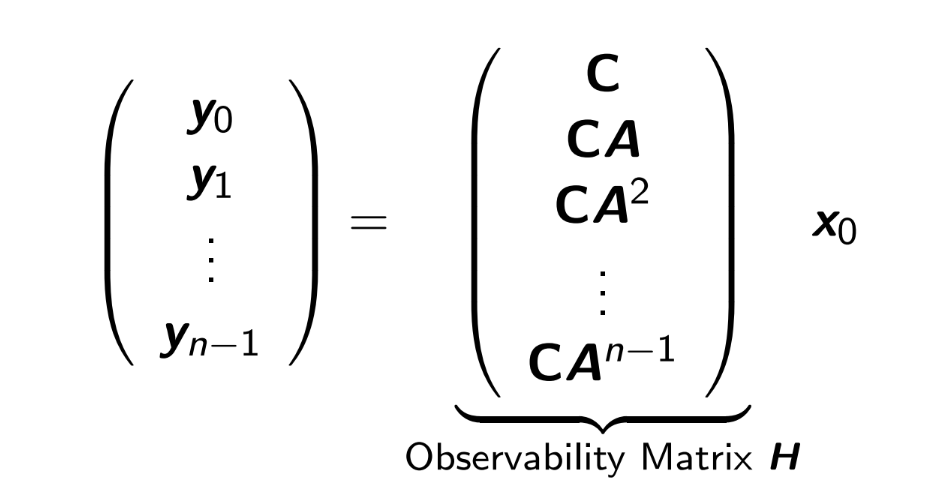 $$\begin{pmatrix} \boldsymbol{y}_0 \\ \boldsymbol{y}_1 \\ \vdots \\ \boldsymbol{y}_{n-1} \end{pmatrix} = \underbrace{\begin{pmatrix} \mathbf{C} \\ \mathbf{C}\boldsymbol{A} \\ \mathbf{C}\boldsymbol{A}^2 \\ \vdots \\ \mathbf{C}\boldsymbol{A}^{n-1} \end{pmatrix}}_{\text{Observability Matrix } \boldsymbol{H}} \boldsymbol{x}_0$$